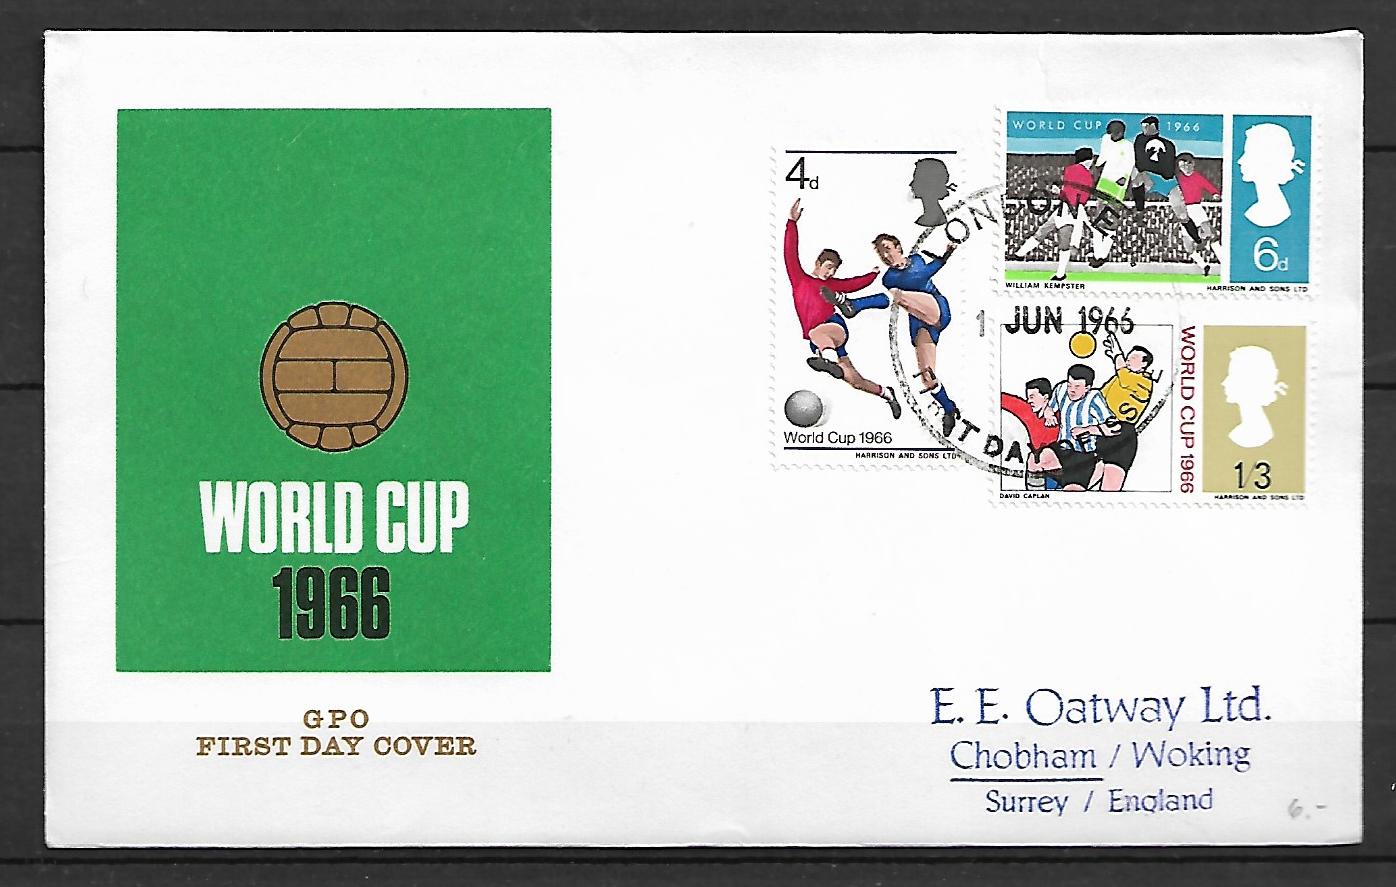 WORLD CUP
1966
GPO
FIRST DAY COVER
4d
World Cup 1966
HARRISON AND SONS LTD
WORLD CUP 1966
6d
WILLIAM KEMPSTER
HARRISON AND SONS LTD
WORLD CUP 1966
1/3
DAVID CAPLAN
HARRISON AND SONS LTD
LONDON E
1 JUN 1966
FIRST DAY OF ISSUE
E. E. Oatway Ltd.
Chobham / Woking
Surrey / England
6.-